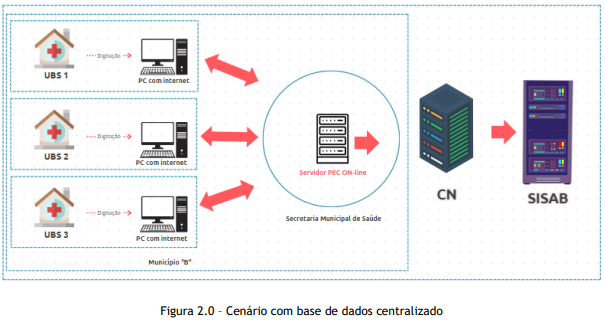 UBS 1
Digitação
PC com internet
UBS 2
Digitação
PC com internet
UBS 3
Digitação
PC com internet
Município "B"
Servidor PEC ON-line
Secretaria Municipal de Saúde
CN
SISAB
Figura 2.0 – Cenário com base de dados centralizado